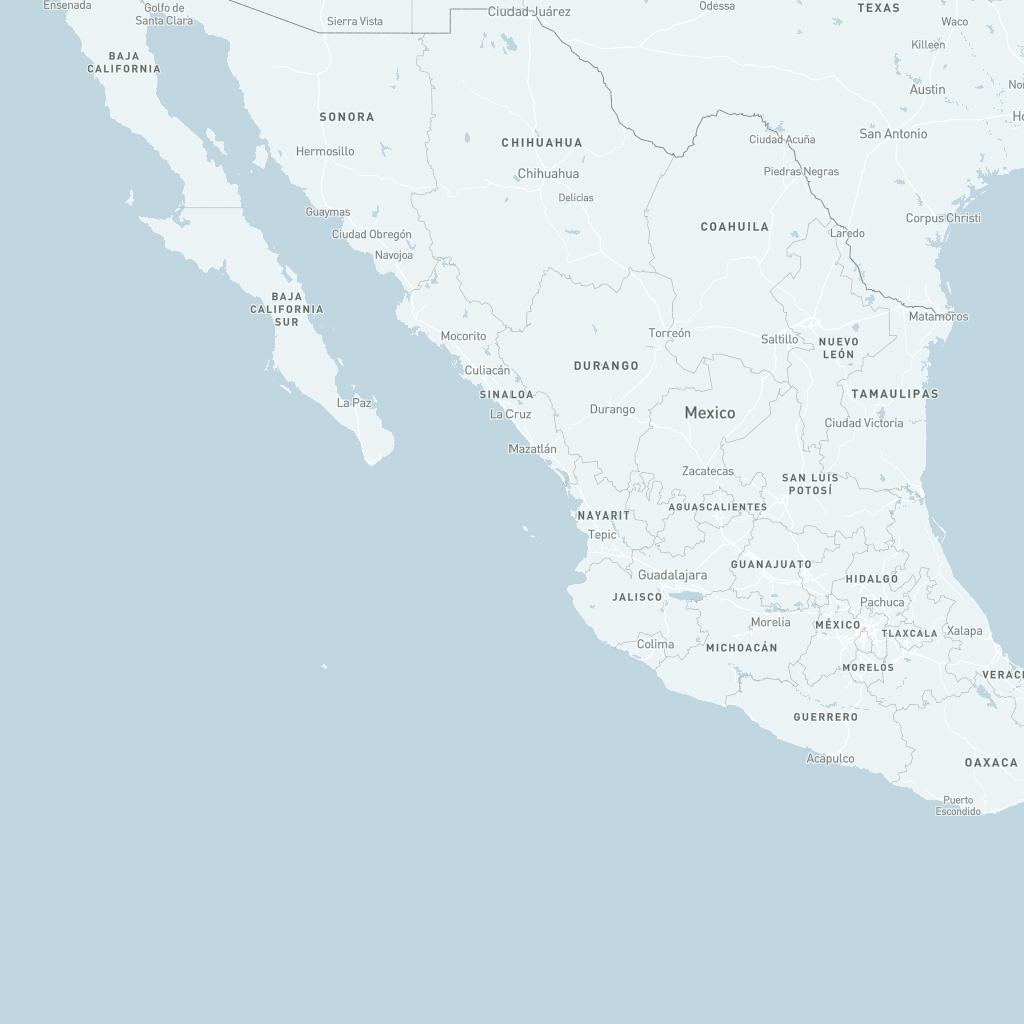 Ensenada
Golfo de
Santa Clara
Sierra Vista
Ciudad Juárez
Odessa
TEXAS
Waco
Killeen
BAJA
CALIFORNIA
Austin
SONORA
CHIHUAHUA
Ciudad Acuña
San Antonio
Hermosillo
Chihuahua
Piedras Negras
Delicias
Guaymas
Corpus Christi
Ciudad Obregón
COAHUILA
Laredo
Navojoa
BAJA
CALIFORNIA
SUR
Matamoros
Mocorito
Torreón
Saltillo
NUEVO
LEÓN
Culiacán
DURANGO
SINALOA
TAMAULIPAS
La Paz
La Cruz
Durango
Mexico
Ciudad Victoria
Mazatlán
Zacatecas
SAN LUIS
POTOSÍ
AGUASCALIENTES
NAYARIT
Tepic
GUANAJUATO
Guadalajara
HIDALGO
JALISCO
Pachuca
Morelia
MÉXICO
TLAXCALA
Xalapa
Colima
MICHOACÁN
MORELOS
VERAC
GUERRERO
Acapulco
OAXACA
Puerto
Escondido